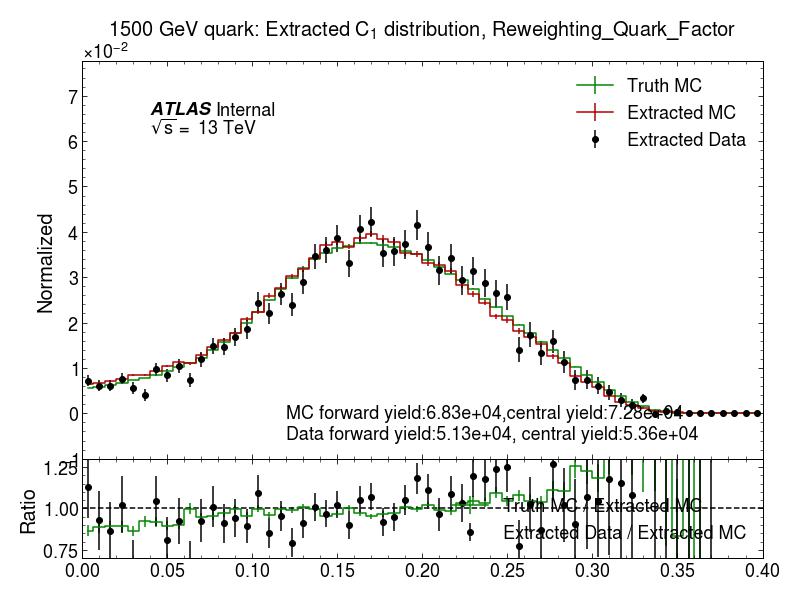 1500 GeV quark: Extracted C₁ distribution, Reweighting_Quark_Factor
×10⁻²
ATLAS Internal
√s = 13 TeV
Truth MC
Extracted MC
Extracted Data
Normalized
7
6
5
4
3
2
1
0
MC forward yield:6.83e+04,central yield:7.28e+04
Data forward yield:5.13e+04, central yield:5.36e+04
1
Ratio
1.25
1.00
0.75
Truth MC / Extracted MC
Extracted Data / Extracted MC
0.00 0.05 0.10 0.15 0.20 0.25 0.30 0.35 0.40